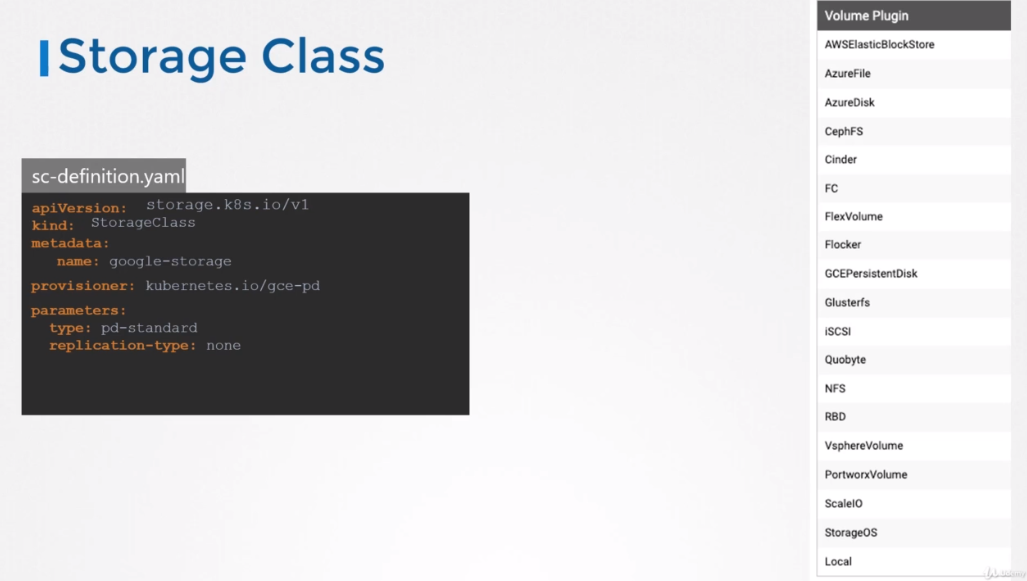 Storage Class
sc-definition.yaml
apiVersion: storage.k8s.io/v1
kind: StorageClass
metadata:
name: google-storage
provisioner: kubernetes.io/gce-pd
parameters:
type: pd-standard
replication-type: none
Volume Plugin
AWSElasticBlockStore
AzureFile
AzureDisk
CephFS
Cinder
FC
FlexVolume
Flocker
GCEPersistentDisk
Glusterfs
iSCSI
Quobyte
NFS
RBD
VsphereVolume
PortworxVolume
ScaleIO
StorageOS
Local
Udemy